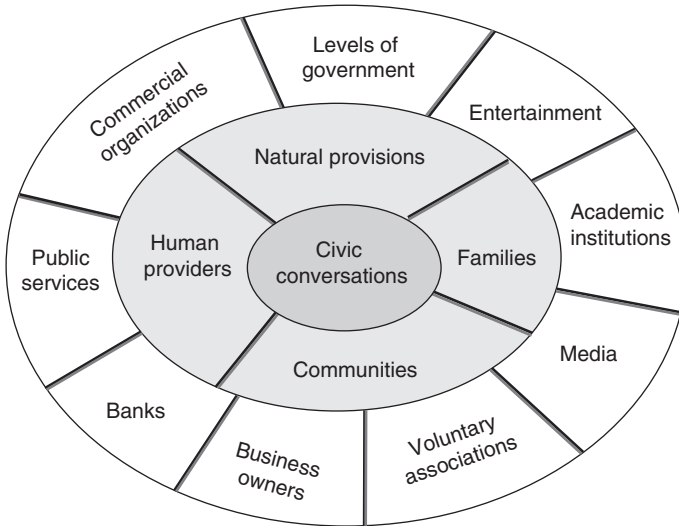 Levels of
government
Commercial
organizations
Entertainment
Natural provisions
Academic
institutions
Public
services
Human
providers
Civic
conversations
Families
Media
Communities
Banks
Business
owners
Voluntary
associations